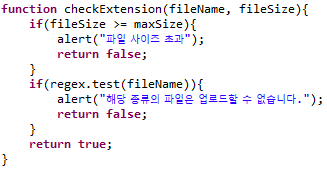 function checkExtension(fileName, fileSize){
if(fileSize >= maxSize){
alert("파일 사이즈 초과");
return false;
}
if(regex.test(fileName)){
alert("해당 종류의 파일은 업로드할 수 없습니다.");
return false;
}
return true;
}